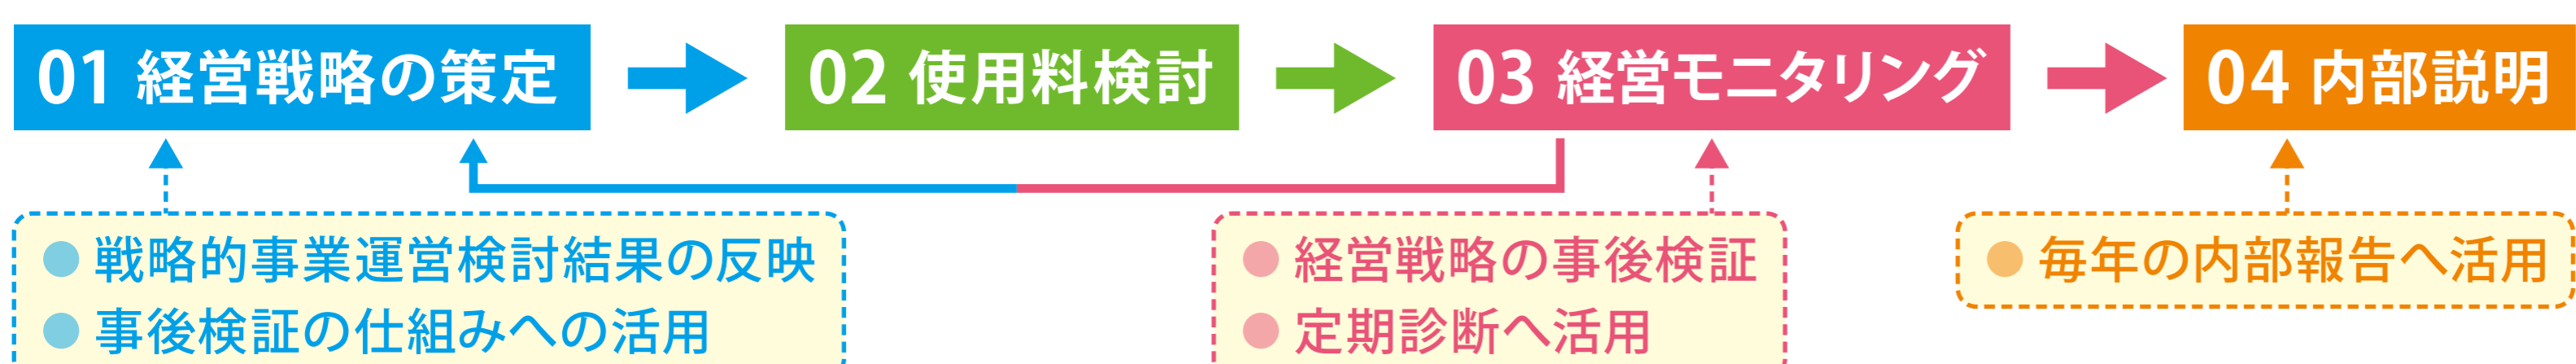 01 経営戦略の策定
02 使用料検討
03 経営モニタリング
04 内部説明
● 戦略的事業運営検討結果の反映
● 事後検証の仕組みへの活用
● 経営戦略の事後検証
● 定期診断へ活用
● 毎年の内部報告へ活用